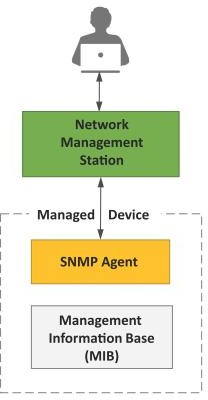 Network
Management
Station
Managed Device
SNMP Agent
Management
Information Base
(MIB)